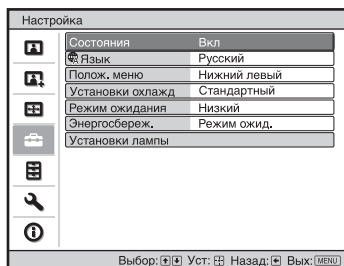 Настройка
Состояния Вкл
Язык Русский
Полож. меню Нижний левый
Установки охлажд Стандартный
Режим ожидания Низкий
Энергосбереж. Режим ожид.
Установки лампы
Выбор: Уст: Назад: Вых: MENU